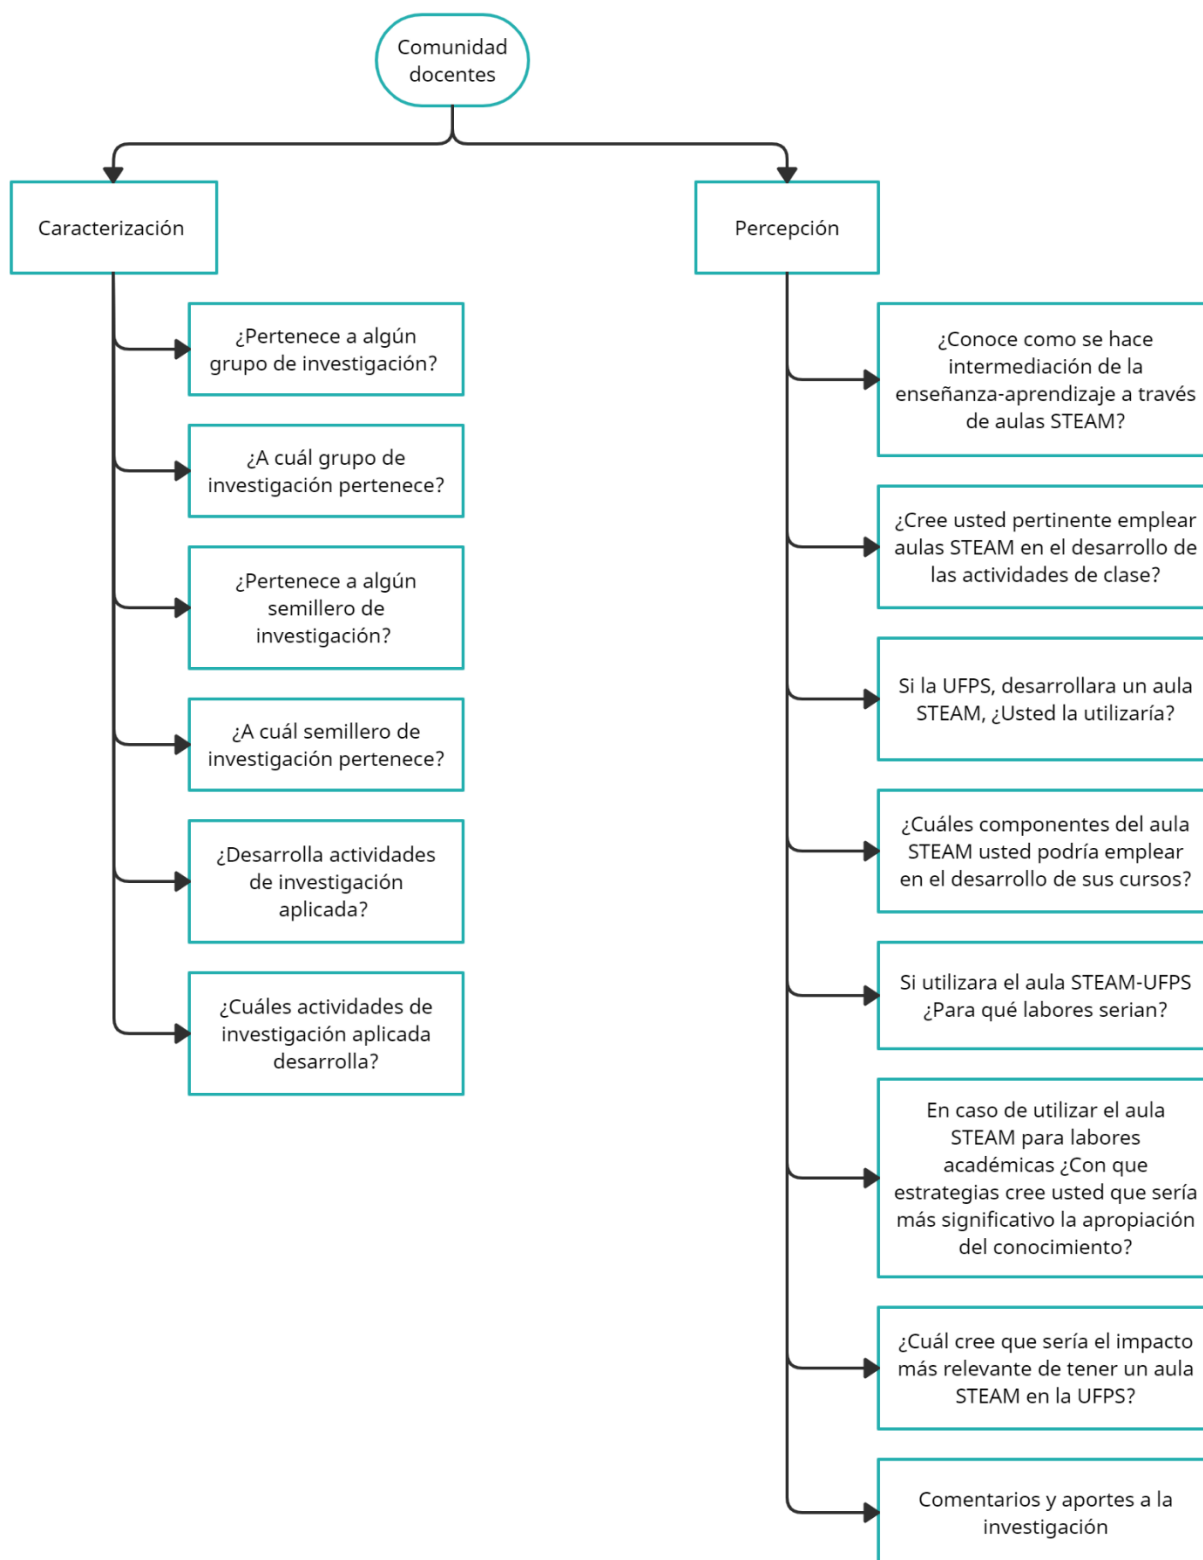 Comunidad
docentes
Caracterización
¿Pertenece a algún
grupo de investigación?
¿A cuál grupo de
investigación pertenece?
¿Pertenece a algún
semillero de
investigación?
¿A cuál semillero de
investigación pertenece?
¿Desarrolla actividades
de investigación
aplicada?
¿Cuáles actividades de
investigación aplicada
desarrolla?
Percepción
¿Conoce como se hace
intermediación de la
enseñanza-aprendizaje a través
de aulas STEAM?
¿Cree usted pertinente emplear
aulas STEAM en el desarrollo de
las actividades de clase?
Si la UFPS, desarrollara un aula
STEAM, ¿Usted la utilizaría?
¿Cuáles componentes del aula
STEAM usted podría emplear
en el desarrollo de sus cursos?
Si utilizara el aula STEAM-UFPS
¿Para qué labores serian?
En caso de utilizar el aula
STEAM para labores
académicas ¿Con que
estrategias cree usted que sería
más significativo la apropiación
del conocimiento?
¿Cuál cree que sería el impacto
más relevante de tener un aula
STEAM en la UFPS?
Comentarios y aportes a la
investigación